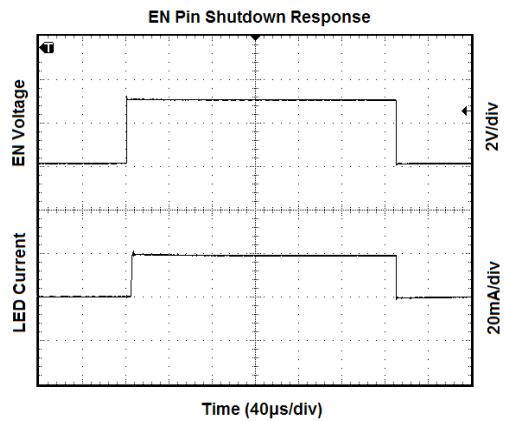 EN Pin Shutdown Response
T
EN Voltage
2V/div
LED Current
20mA/div
Time (40µs/div)